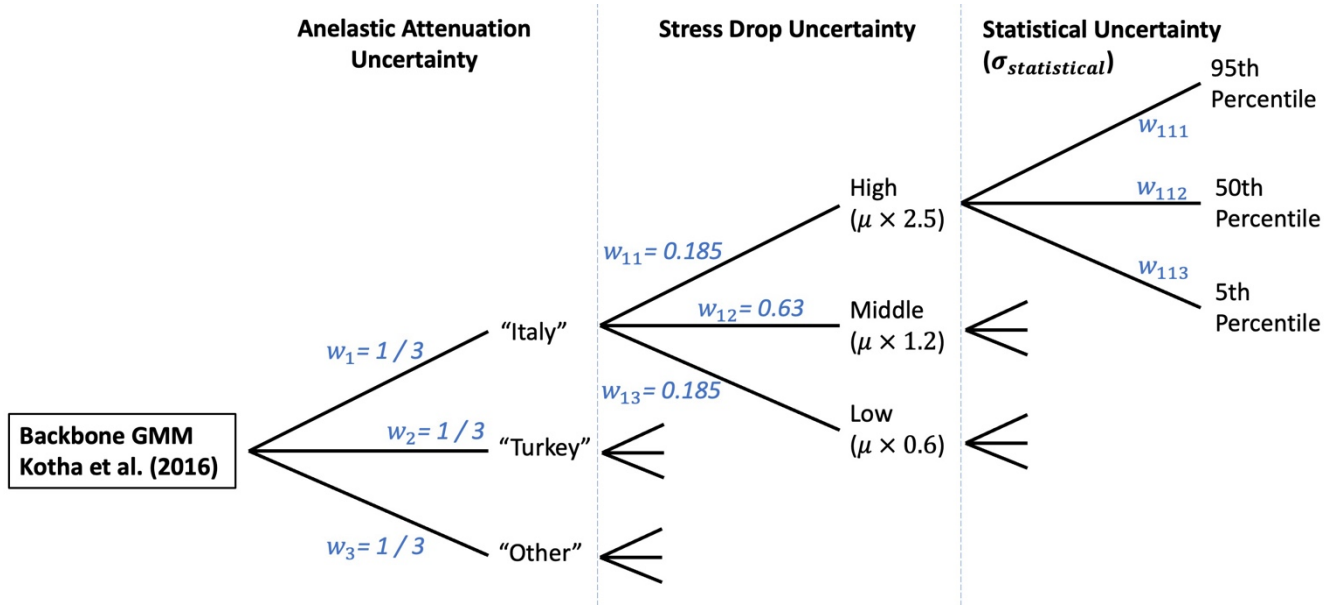 Anelastic Attenuation
Uncertainty
Stress Drop Uncertainty
Statistical Uncertainty
(σ_statistical)
95th
Percentile
w₁₁₁
High
(μ × 2.5)
w₁₁₂
50th
Percentile
w₁₁ = 0.185
w₁₁₃
5th
Percentile
w₁₂ = 0.63
Middle
(μ × 1.2)
"Italy"
w₁ = 1 / 3
w₁₃ = 0.185
Low
(μ × 0.6)
Backbone GMM
Kotha et al. (2016)
w₂ = 1 / 3
"Turkey"
w₃ = 1 / 3
"Other"